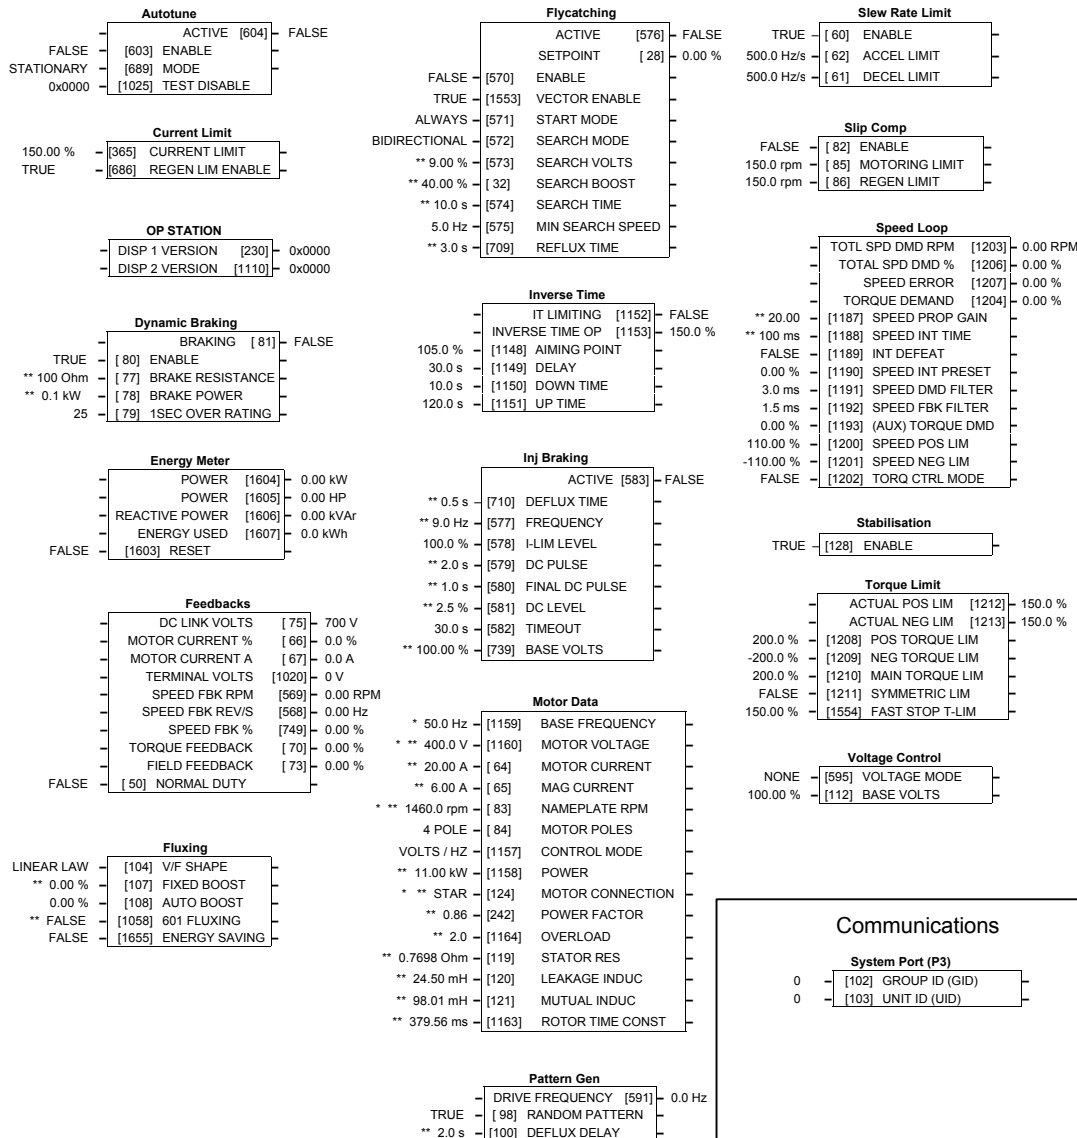 Autotune
ACTIVE [604] FALSE
FALSE [603] ENABLE
STATIONARY [689] MODE
0x0000 [1025] TEST DISABLE
Current Limit
150.00 % [365] CURRENT LIMIT
TRUE [686] REGEN LIM ENABLE
OP STATION
DISP 1 VERSION [230] 0x0000
DISP 2 VERSION [1110] 0x0000
Dynamic Braking
BRAKING [ 81] FALSE
TRUE [ 80] ENABLE
** 100 Ohm [ 77] BRAKE RESISTANCE
** 0.1 kW [ 78] BRAKE POWER
25 [ 79] 1SEC OVER RATING
Energy Meter
POWER [1604] 0.00 kW
POWER [1605] 0.00 HP
REACTIVE POWER [1606] 0.00 kVAr
ENERGY USED [1607] 0.0 kWh
FALSE [1603] RESET
Feedbacks
DC LINK VOLTS [ 75] 700 V
MOTOR CURRENT % [ 66] 0.0 %
MOTOR CURRENT A [ 67] 0.0 A
TERMINAL VOLTS [1020] 0 V
SPEED FBK RPM [569] 0.00 RPM
SPEED FBK REV/S [568] 0.00 Hz
SPEED FBK % [749] 0.00 %
TORQUE FEEDBACK [ 70] 0.00 %
FIELD FEEDBACK [ 73] 0.00 %
FALSE [ 50] NORMAL DUTY
Fluxing
LINEAR LAW [104] V/F SHAPE
** 0.00 % [107] FIXED BOOST
0.00 % [108] AUTO BOOST
** FALSE [1058] 601 FLUXING
FALSE [1655] ENERGY SAVING
Flycatching
ACTIVE [576] FALSE
SETPOINT [ 28] 0.00 %
FALSE [570] ENABLE
TRUE [1553] VECTOR ENABLE
ALWAYS [571] START MODE
BIDIRECTIONAL [572] SEARCH MODE
** 9.00 % [573] SEARCH VOLTS
** 40.00 % [ 32] SEARCH BOOST
** 10.0 s [574] SEARCH TIME
5.0 Hz [575] MIN SEARCH SPEED
** 3.0 s [709] REFLUX TIME
Inverse Time
IT LIMITING [1152] FALSE
INVERSE TIME OP [1153] 150.0 %
105.0 % [1148] AIMING POINT
30.0 s [1149] DELAY
10.0 s [1150] DOWN TIME
120.0 s [1151] UP TIME
Inj Braking
ACTIVE [583] FALSE
** 0.5 s [710] DEFLUX TIME
** 9.0 Hz [577] FREQUENCY
100.0 % [578] I-LIM LEVEL
** 2.0 s [579] DC PULSE
** 1.0 s [580] FINAL DC PULSE
** 2.5 % [581] DC LEVEL
30.0 s [582] TIMEOUT
** 100.00 % [739] BASE VOLTS
Motor Data
* 50.0 Hz [1159] BASE FREQUENCY
* ** 400.0 V [1160] MOTOR VOLTAGE
** 20.00 A [ 64] MOTOR CURRENT
** 6.00 A [ 65] MAG CURRENT
* ** 1460.0 rpm [ 83] NAMEPLATE RPM
4 POLE [ 84] MOTOR POLES
VOLTS / HZ [1157] CONTROL MODE
** 11.00 kW [1158] POWER
* ** STAR [124] MOTOR CONNECTION
** 0.86 [242] POWER FACTOR
** 2.0 [1164] OVERLOAD
** 0.7698 Ohm [119] STATOR RES
** 24.50 mH [120] LEAKAGE INDUC
** 98.01 mH [121] MUTUAL INDUC
** 379.56 ms [1163] ROTOR TIME CONST
Pattern Gen
DRIVE FREQUENCY [591] 0.0 Hz
TRUE [ 98] RANDOM PATTERN
** 2.0 s [100] DEFLUX DELAY
Slew Rate Limit
TRUE [ 60] ENABLE
500.0 Hz/s [ 62] ACCEL LIMIT
500.0 Hz/s [ 61] DECEL LIMIT
Slip Comp
FALSE [ 82] ENABLE
150.0 rpm [ 85] MOTORING LIMIT
150.0 rpm [ 86] REGEN LIMIT
Speed Loop
TOTL SPD DMD RPM [1203] 0.00 RPM
TOTAL SPD DMD % [1206] 0.00 %
SPEED ERROR [1207] 0.00 %
TORQUE DEMAND [1204] 0.00 %
** 20.00 [1187] SPEED PROP GAIN
** 100 ms [1188] SPEED INT TIME
FALSE [1189] INT DEFEAT
0.00 % [1190] SPEED INT PRESET
3.0 ms [1191] SPEED DMD FILTER
1.5 ms [1192] SPEED FBK FILTER
0.00 % [1193] (AUX) TORQUE DMD
110.00 % [1200] SPEED POS LIM
-110.00 % [1201] SPEED NEG LIM
FALSE [1202] TORQ CTRL MODE
Stabilisation
TRUE [128] ENABLE
Torque Limit
ACTUAL POS LIM [1212] 150.0 %
ACTUAL NEG LIM [1213] 150.0 %
200.0 % [1208] POS TORQUE LIM
-200.0 % [1209] NEG TORQUE LIM
200.0 % [1210] MAIN TORQUE LIM
FALSE [1211] SYMMETRIC LIM
150.00 % [1554] FAST STOP T-LIM
Voltage Control
NONE [595] VOLTAGE MODE
100.00 % [112] BASE VOLTS
Communications
System Port (P3)
0 [102] GROUP ID (GID)
0 [103] UNIT ID (UID)